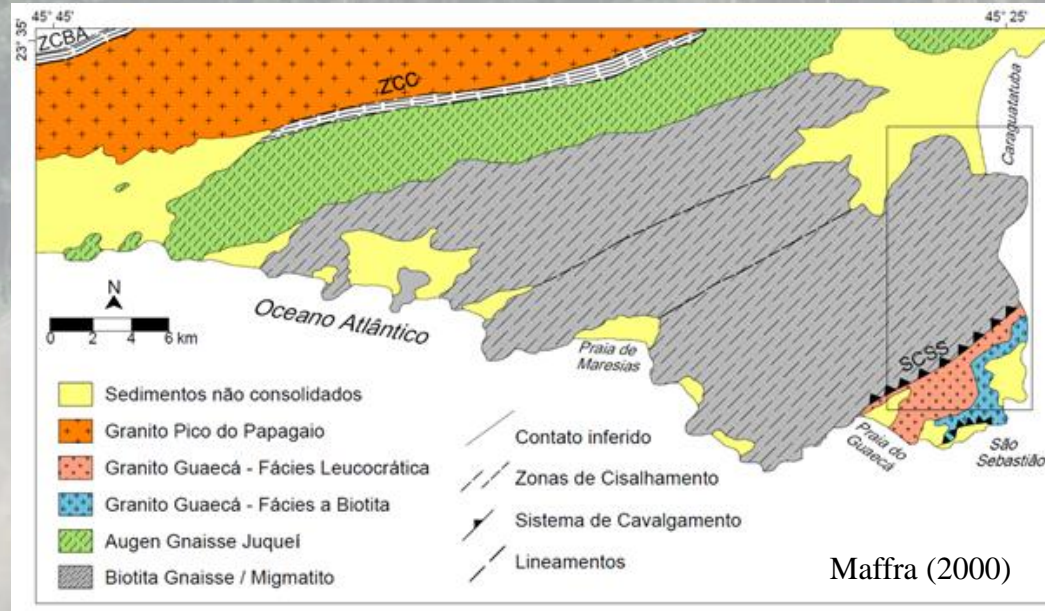 45° 45'
45° 25'
23° 35'
ZCBA
ZCC
Caraguatatuba
N
0 2 4 6 km
Oceano Atlântico
Praia de
Maresias
SCSS
Praia do
Guaecá
São
Sebastião
Sedimentos não consolidados
Granito Pico do Papagaio
Granito Guaecá - Fácies Leucocrática
Granito Guaecá - Fácies a Biotita
Augen Gnaisse Juqueí
Biotita Gnaisse / Migmatito
Contato inferido
Zonas de Cisalhamento
Sistema de Cavalgamento
Lineamentos
Maffra (2000)